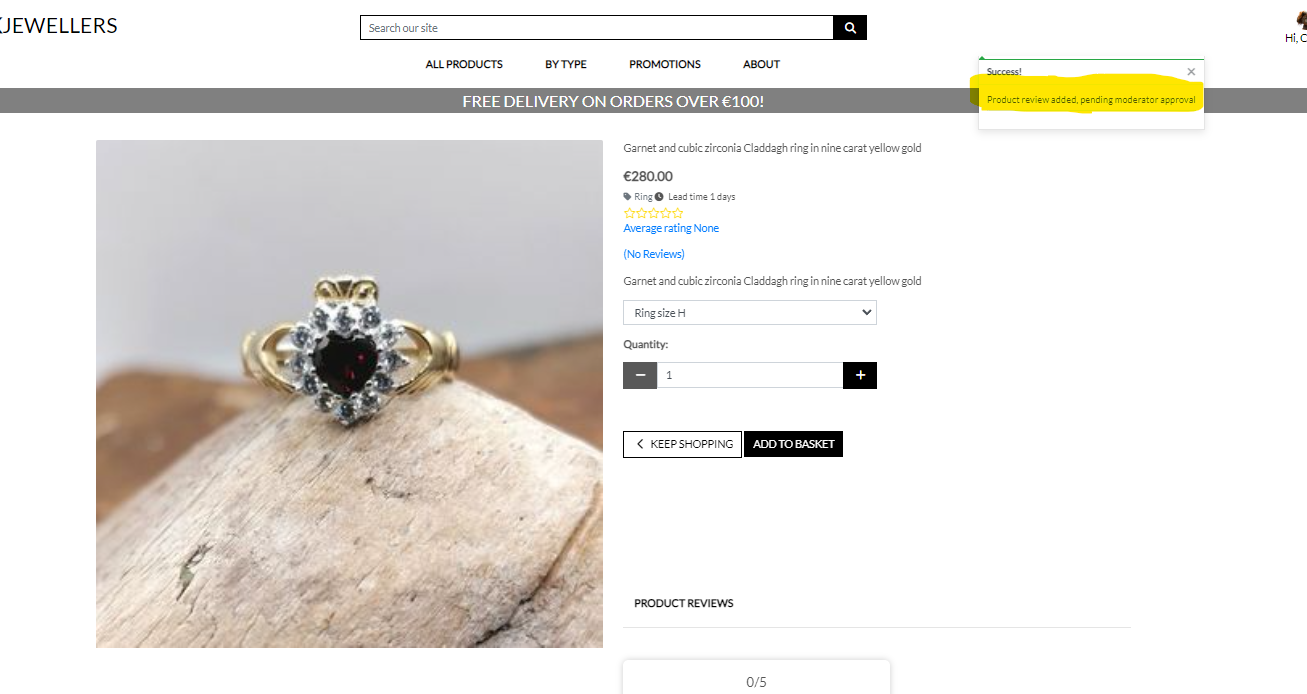 JEWELLERS
Search our site
Hi, C
ALL PRODUCTS BY TYPE PROMOTIONS ABOUT
Success! ×
Product review added, pending moderator approval
FREE DELIVERY ON ORDERS OVER €100!
Garnet and cubic zirconia Claddagh ring in nine carat yellow gold
€280.00
Ring Lead time 1 days
Average rating None
(No Reviews)
Garnet and cubic zirconia Claddagh ring in nine carat yellow gold
Ring size H
Quantity:
− 1 +
KEEP SHOPPING ADD TO BASKET
PRODUCT REVIEWS
0/5